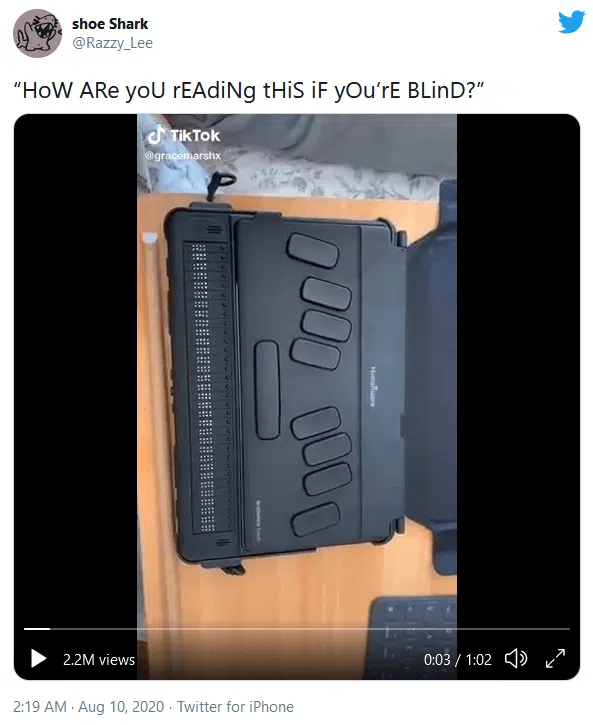 shoe Shark
@Razzy_Lee
“HoW ARe yoU rEAdiNg tHiS iF yOu’rE BLinD?”
TikTok
@gracemarshx
HumanWare
BrailleNote Touch
2.2M views
0:03 / 1:02
2:19 AM · Aug 10, 2020 · Twitter for iPhone